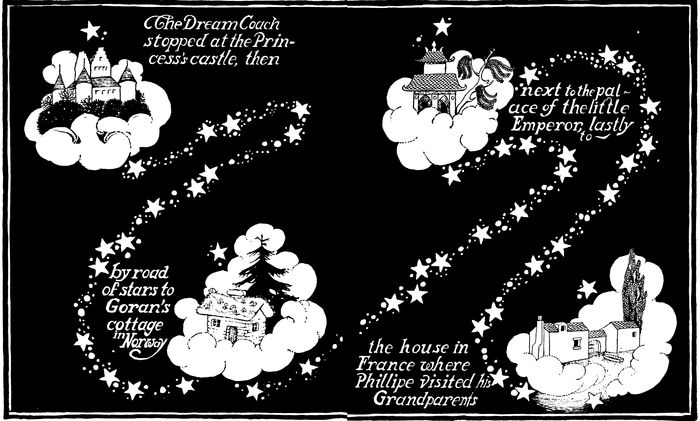 The Dream Coach
stopped at the Prin-
cess's castle, then
by road
of stars to
Goran's
cottage
in
Norway
next to the pal-
ace of the little
Emperor, lastly
to
the house in
France where
Phillipe visited his
Grandparents